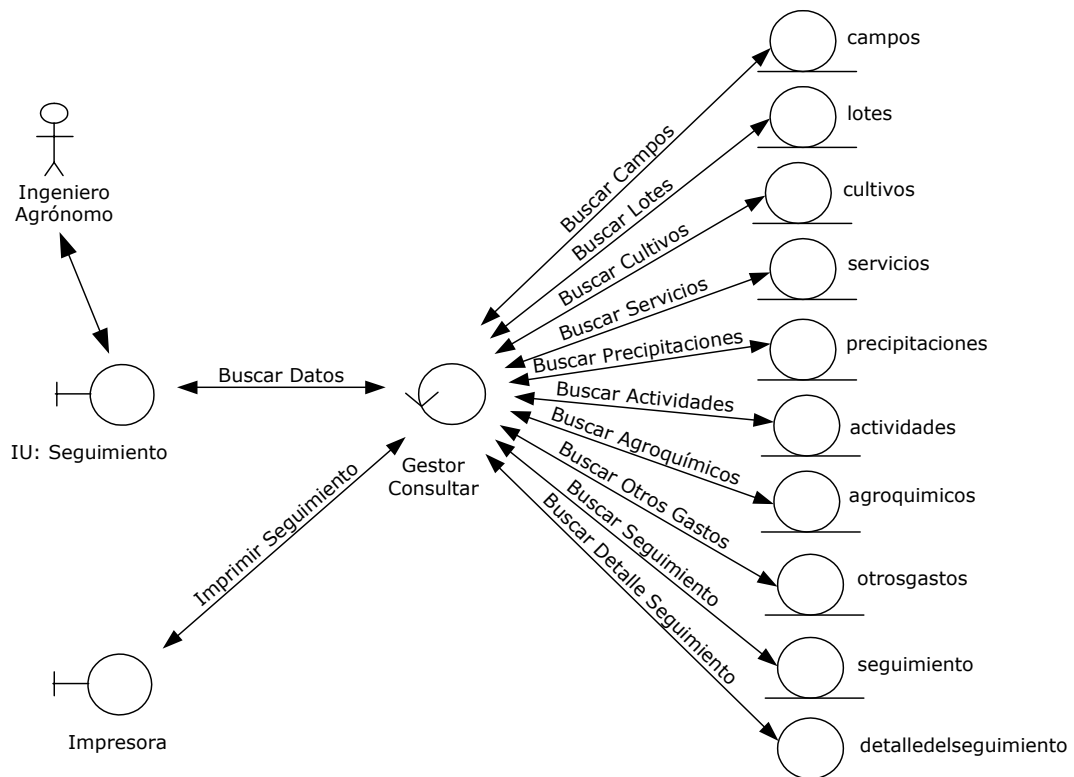 campos
lotes
Buscar Campos
Ingeniero
Agrónomo
cultivos
Buscar Lotes
Buscar Cultivos
servicios
Buscar Servicios
precipitaciones
Buscar Precipitaciones
Buscar Datos
Buscar Actividades
actividades
IU: Seguimiento
Gestor
Consultar
Buscar Agroquímicos
agroquimicos
Buscar Otros Gastos
Imprimir Seguimiento
Buscar Seguimiento
otrosgastos
Buscar Detalle Seguimiento
seguimiento
Impresora
detalledelseguimiento